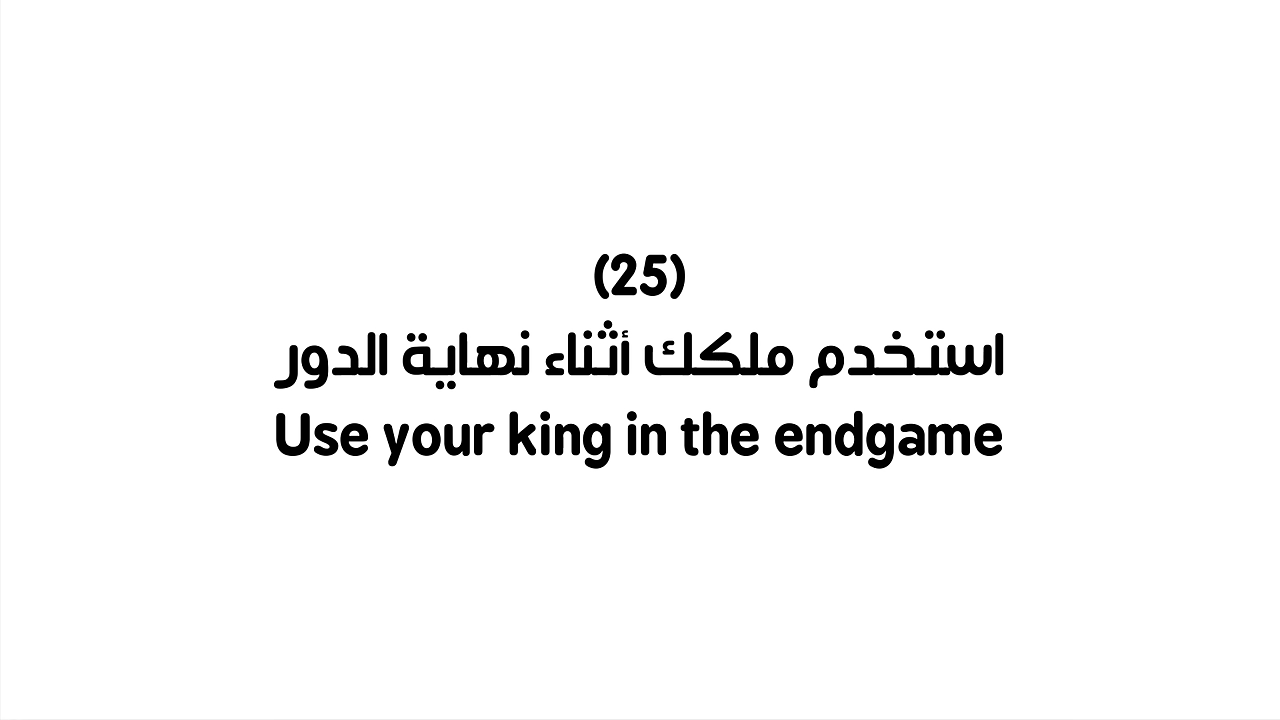 (25)
استخدم ملكك أثناء نهاية الدور
Use your king in the endgame